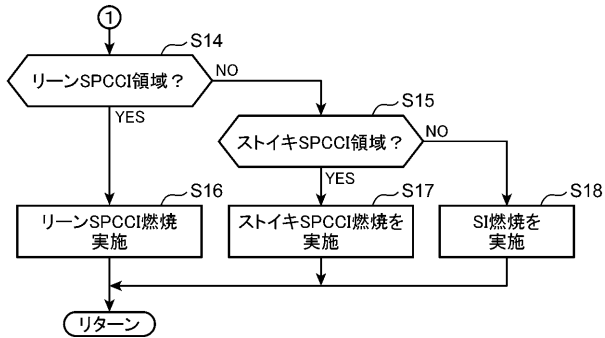 ①
S14
リーンSPCCI領域？
NO
YES
S15
ストイキSPCCI領域？
NO
YES
S16
リーンSPCCI燃焼
実施
S17
ストイキSPCCI燃焼を
実施
S18
SI燃焼を
実施
リターン